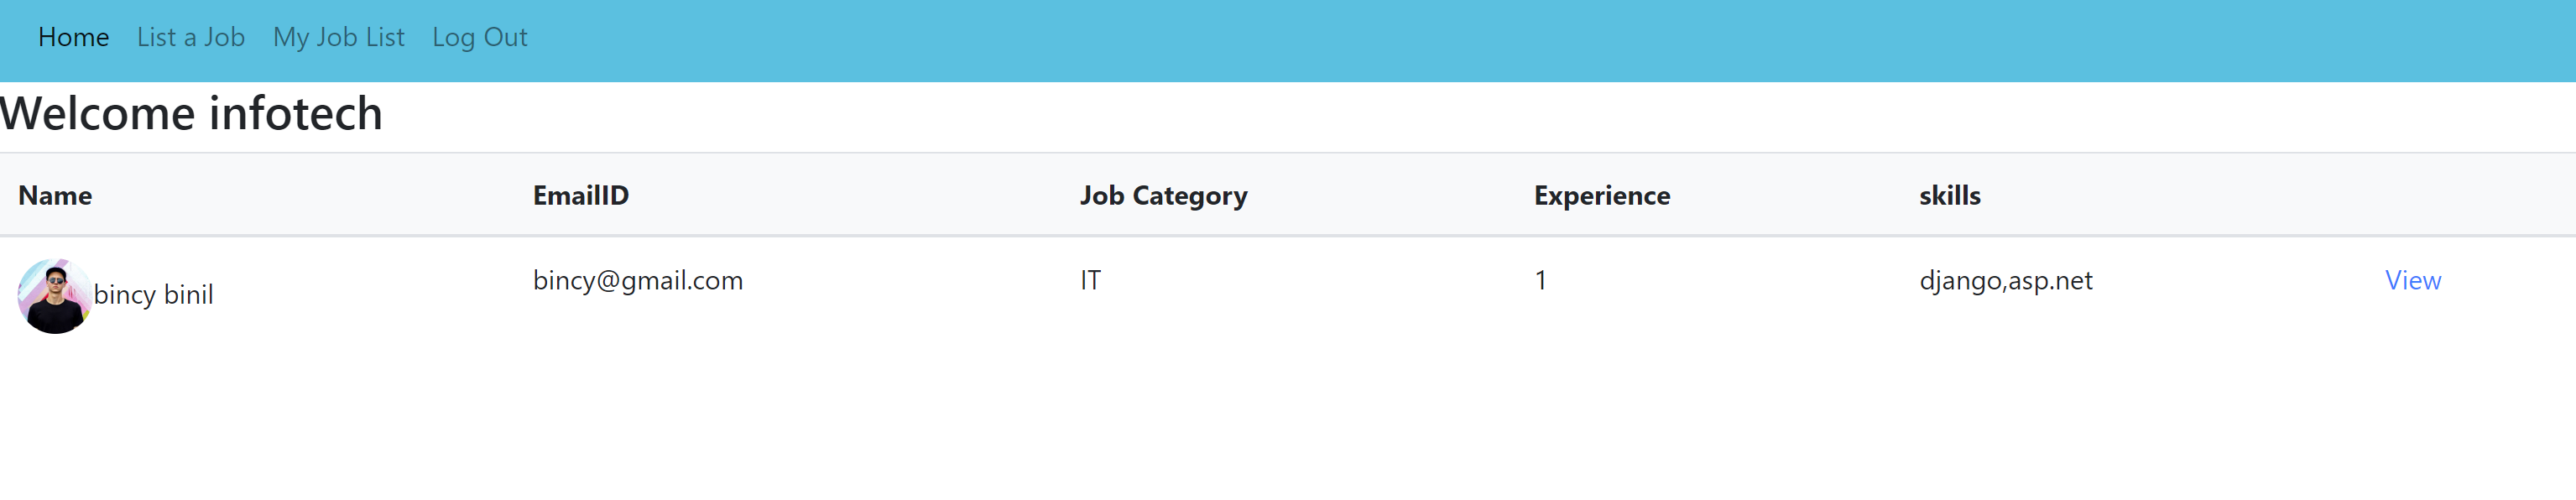 Home List a Job My Job List Log Out
Welcome infotech
Name EmailID Job Category Experience skills
bincy binil bincy@gmail.com IT 1 django,asp.net View